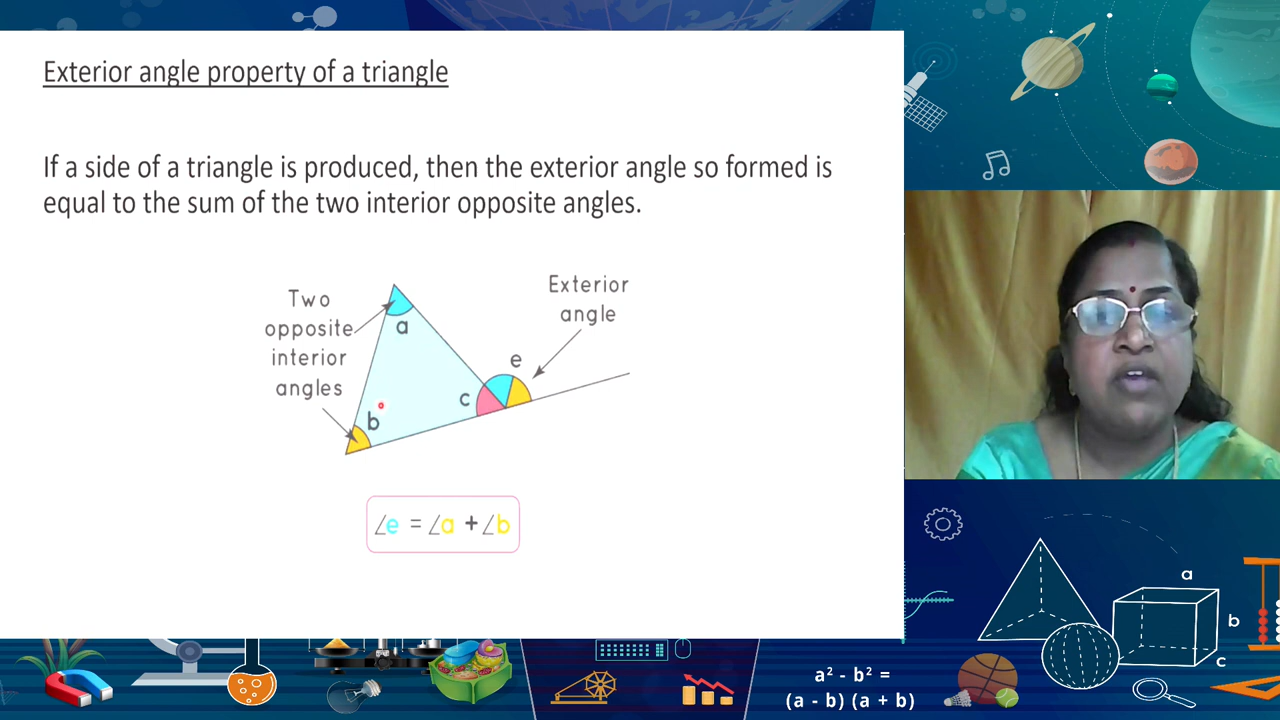 Exterior angle property of a triangle
If a side of a triangle is produced, then the exterior angle so formed is
equal to the sum of the two interior opposite angles.
Two
opposite
interior
angles
Exterior
angle
a
e
c
b
∠e = ∠a + ∠b
a
b
c
a² - b² =
(a - b) (a + b)